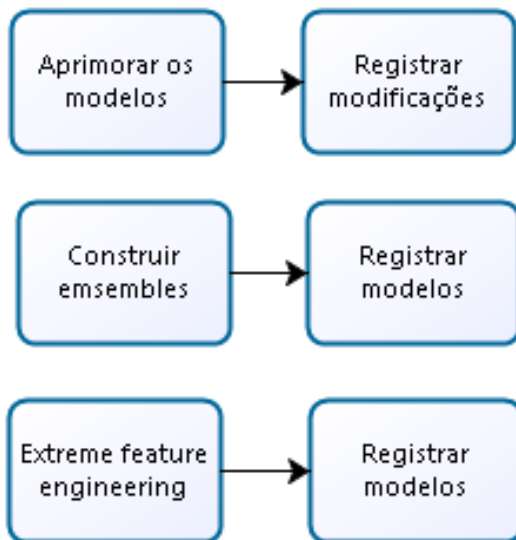 Aprimorar os
modelos
Registrar
modificações
Construir
emsembles
Registrar
modelos
Extreme feature
engineering
Registrar
modelos